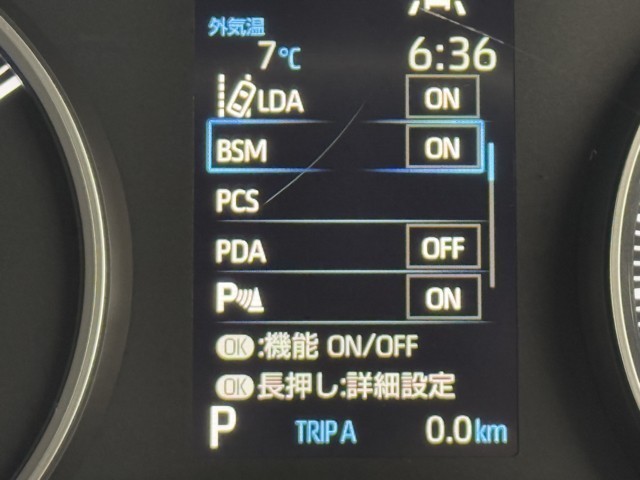 外気温
7℃ 6:36
LDA ON
BSM ON
PCS
PDA OFF
P ON
OK:機能 ON/OFF
OK長押し:詳細設定
P TRIP A 0.0km